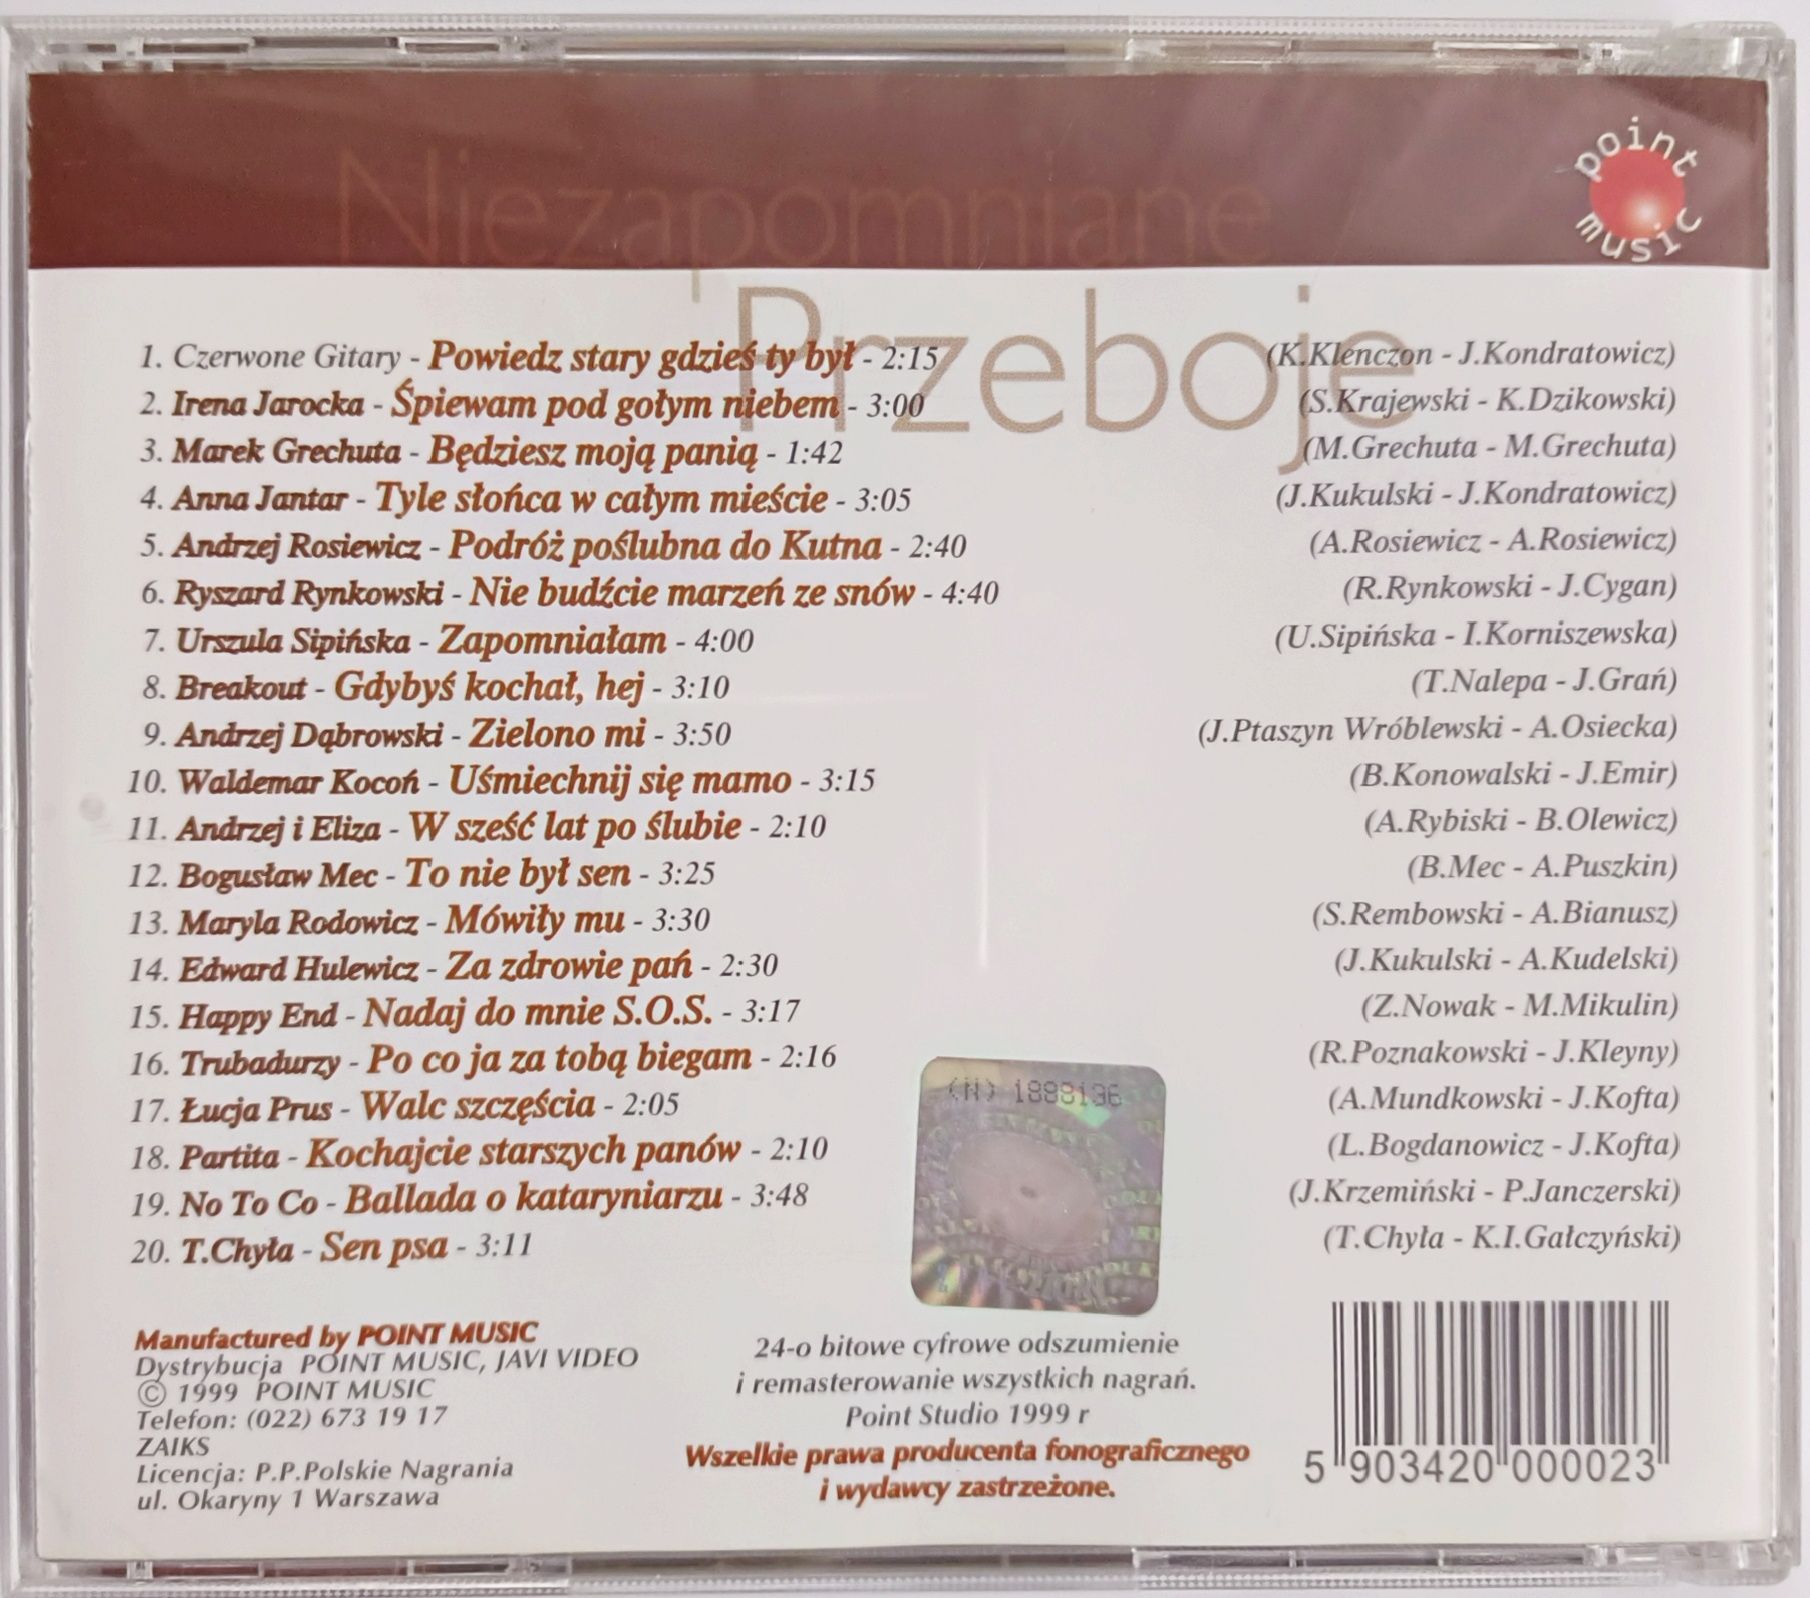 Niezapomniane
Przeboje
point music
1. Czerwone Gitary - Powiedz stary gdzieś ty był - 2:15 (K.Klenczon - J.Kondratowicz)
2. Irena Jarocka - Śpiewam pod gołym niebem - 3:00 (S.Krajewski - K.Dzikowski)
3. Marek Grechuta - Będziesz moją panią - 1:42 (M.Grechuta - M.Grechuta)
4. Anna Jantar - Tyle słońca w całym mieście - 3:05 (J.Kukulski - J.Kondratowicz)
5. Andrzej Rosiewicz - Podróż poślubna do Kutna - 2:40 (A.Rosiewicz - A.Rosiewicz)
6. Ryszard Rynkowski - Nie budźcie marzeń ze snów - 4:40 (R.Rynkowski - J.Cygan)
7. Urszula Sipińska - Zapomniałam - 4:00 (U.Sipińska - I.Korniszewska)
8. Breakout - Gdybyś kochał, hej - 3:10 (T.Nalepa - J.Grań)
9. Andrzej Dąbrowski - Zielono mi - 3:50 (J.Ptaszyn Wróblewski - A.Osiecka)
10. Waldemar Kocoń - Uśmiechnij się mamo - 3:15 (B.Konowalski - J.Emir)
11. Andrzej i Eliza - W sześć lat po ślubie - 2:10 (A.Rybiski - B.Olewicz)
12. Bogusław Mec - To nie był sen - 3:25 (B.Mec - A.Puszkin)
13. Maryla Rodowicz - Mówiły mu - 3:30 (S.Rembowski - A.Bianusz)
14. Edward Hulewicz - Za zdrowie pań - 2:30 (J.Kukulski - A.Kudelski)
15. Happy End - Nadaj do mnie S.O.S. - 3:17 (Z.Nowak - M.Mikulin)
16. Trubadurzy - Po co ja za tobą biegam - 2:16 (R.Poznakowski - J.Kleyny)
17. Łucja Prus - Walc szczęścia - 2:05 (A.Mundkowski - J.Kofta)
18. Partita - Kochajcie starszych panów - 2:10 (L.Bogdanowicz - J.Kofta)
19. No To Co - Ballada o kataryniarzu - 3:48 (J.Krzemiński - P.Janczerski)
20. T.Chyła - Sen psa - 3:11 (T.Chyła - K.I.Gałczyński)
(N) 1888136
Manufactured by POINT MUSIC
Dystrybucja POINT MUSIC, JAVI VIDEO
© 1999 POINT MUSIC
Telefon: (022) 673 19 17
ZAIKS
Licencja: P.P.Polskie Nagrania
ul. Okaryny 1 Warszawa
24-o bitowe cyfrowe odszumienie
i remasterowanie wszystkich nagrań.
Point Studio 1999 r
Wszelkie prawa producenta fonograficznego
i wydawcy zastrzeżone.
5 903420 000023